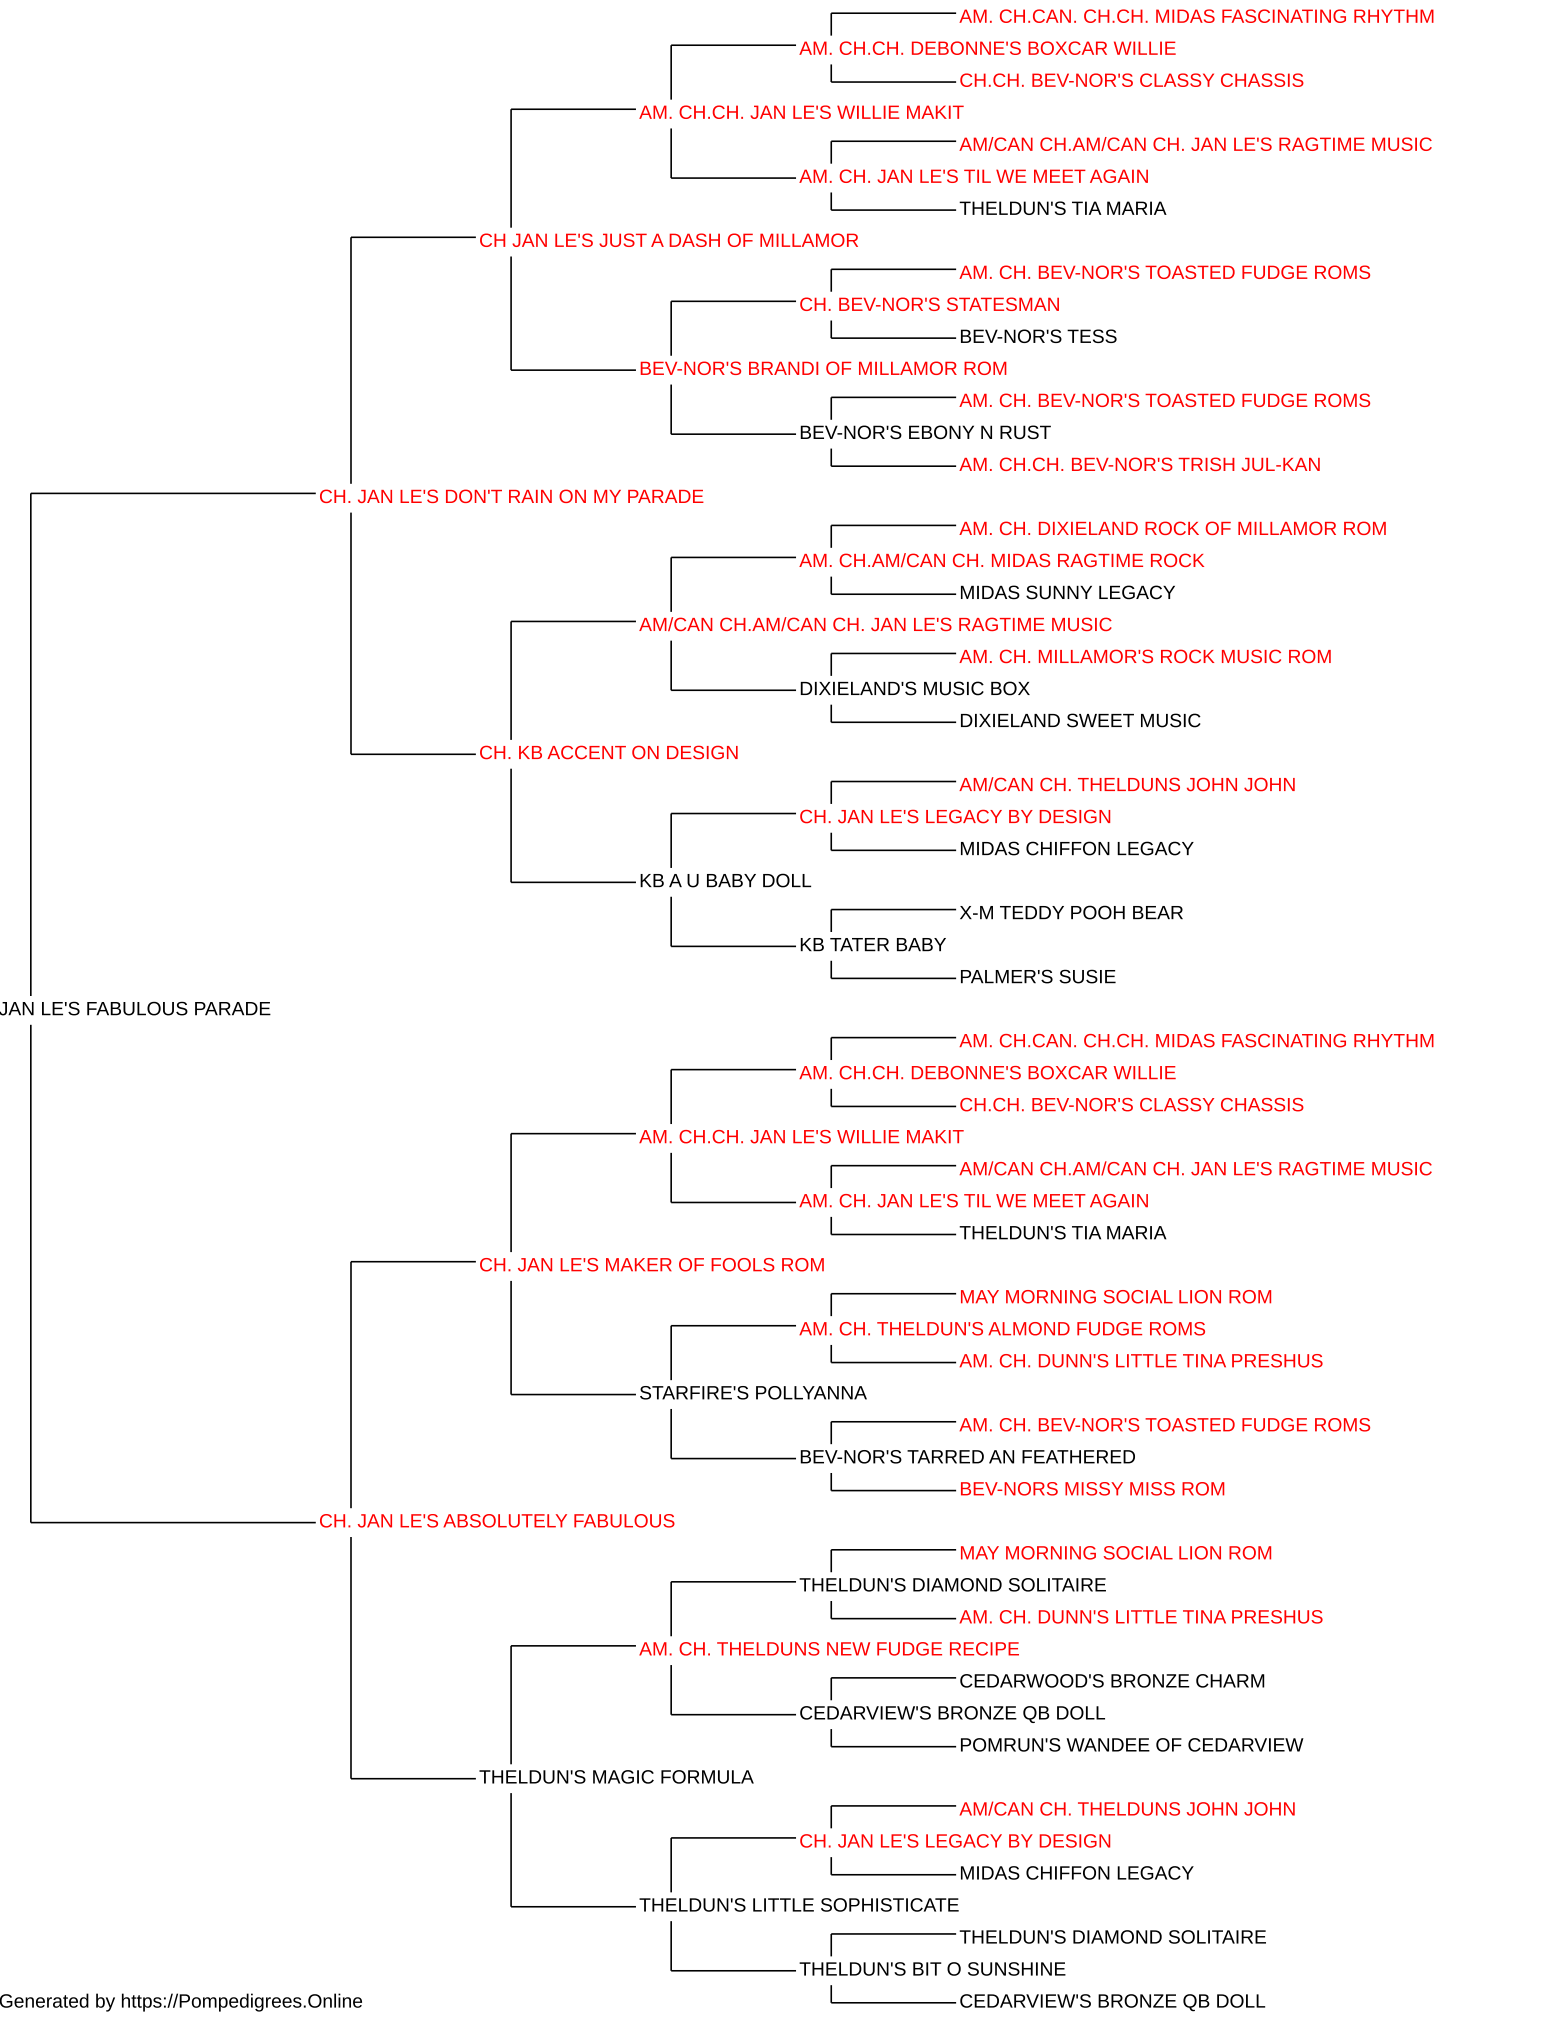 AM. CH.CAN. CH.CH. MIDAS FASCINATING RHYTHM
AM. CH.CH. DEBONNE'S BOXCAR WILLIE
CH.CH. BEV-NOR'S CLASSY CHASSIS
AM. CH.CH. JAN LE'S WILLIE MAKIT
AM/CAN CH.AM/CAN CH. JAN LE'S RAGTIME MUSIC
AM. CH. JAN LE'S TIL WE MEET AGAIN
THELDUN'S TIA MARIA
CH JAN LE'S JUST A DASH OF MILLAMOR
AM. CH. BEV-NOR'S TOASTED FUDGE ROMS
CH. BEV-NOR'S STATESMAN
BEV-NOR'S TESS
BEV-NOR'S BRANDI OF MILLAMOR ROM
AM. CH. BEV-NOR'S TOASTED FUDGE ROMS
BEV-NOR'S EBONY N RUST
AM. CH.CH. BEV-NOR'S TRISH JUL-KAN
CH. JAN LE'S DON'T RAIN ON MY PARADE
AM. CH. DIXIELAND ROCK OF MILLAMOR ROM
AM. CH.AM/CAN CH. MIDAS RAGTIME ROCK
MIDAS SUNNY LEGACY
AM/CAN CH.AM/CAN CH. JAN LE'S RAGTIME MUSIC
AM. CH. MILLAMOR'S ROCK MUSIC ROM
DIXIELAND'S MUSIC BOX
DIXIELAND SWEET MUSIC
CH. KB ACCENT ON DESIGN
AM/CAN CH. THELDUNS JOHN JOHN
CH. JAN LE'S LEGACY BY DESIGN
MIDAS CHIFFON LEGACY
KB A U BABY DOLL
X-M TEDDY POOH BEAR
KB TATER BABY
PALMER'S SUSIE
JAN LE'S FABULOUS PARADE
AM. CH.CAN. CH.CH. MIDAS FASCINATING RHYTHM
AM. CH.CH. DEBONNE'S BOXCAR WILLIE
CH.CH. BEV-NOR'S CLASSY CHASSIS
AM. CH.CH. JAN LE'S WILLIE MAKIT
AM/CAN CH.AM/CAN CH. JAN LE'S RAGTIME MUSIC
AM. CH. JAN LE'S TIL WE MEET AGAIN
THELDUN'S TIA MARIA
CH. JAN LE'S MAKER OF FOOLS ROM
MAY MORNING SOCIAL LION ROM
AM. CH. THELDUN'S ALMOND FUDGE ROMS
AM. CH. DUNN'S LITTLE TINA PRESHUS
STARFIRE'S POLLYANNA
AM. CH. BEV-NOR'S TOASTED FUDGE ROMS
BEV-NOR'S TARRED AN FEATHERED
BEV-NORS MISSY MISS ROM
CH. JAN LE'S ABSOLUTELY FABULOUS
MAY MORNING SOCIAL LION ROM
THELDUN'S DIAMOND SOLITAIRE
AM. CH. DUNN'S LITTLE TINA PRESHUS
AM. CH. THELDUNS NEW FUDGE RECIPE
CEDARWOOD'S BRONZE CHARM
CEDARVIEW'S BRONZE QB DOLL
POMRUN'S WANDEE OF CEDARVIEW
THELDUN'S MAGIC FORMULA
AM/CAN CH. THELDUNS JOHN JOHN
CH. JAN LE'S LEGACY BY DESIGN
MIDAS CHIFFON LEGACY
THELDUN'S LITTLE SOPHISTICATE
THELDUN'S DIAMOND SOLITAIRE
THELDUN'S BIT O SUNSHINE
CEDARVIEW'S BRONZE QB DOLL
Generated by https://Pompedigrees.Online